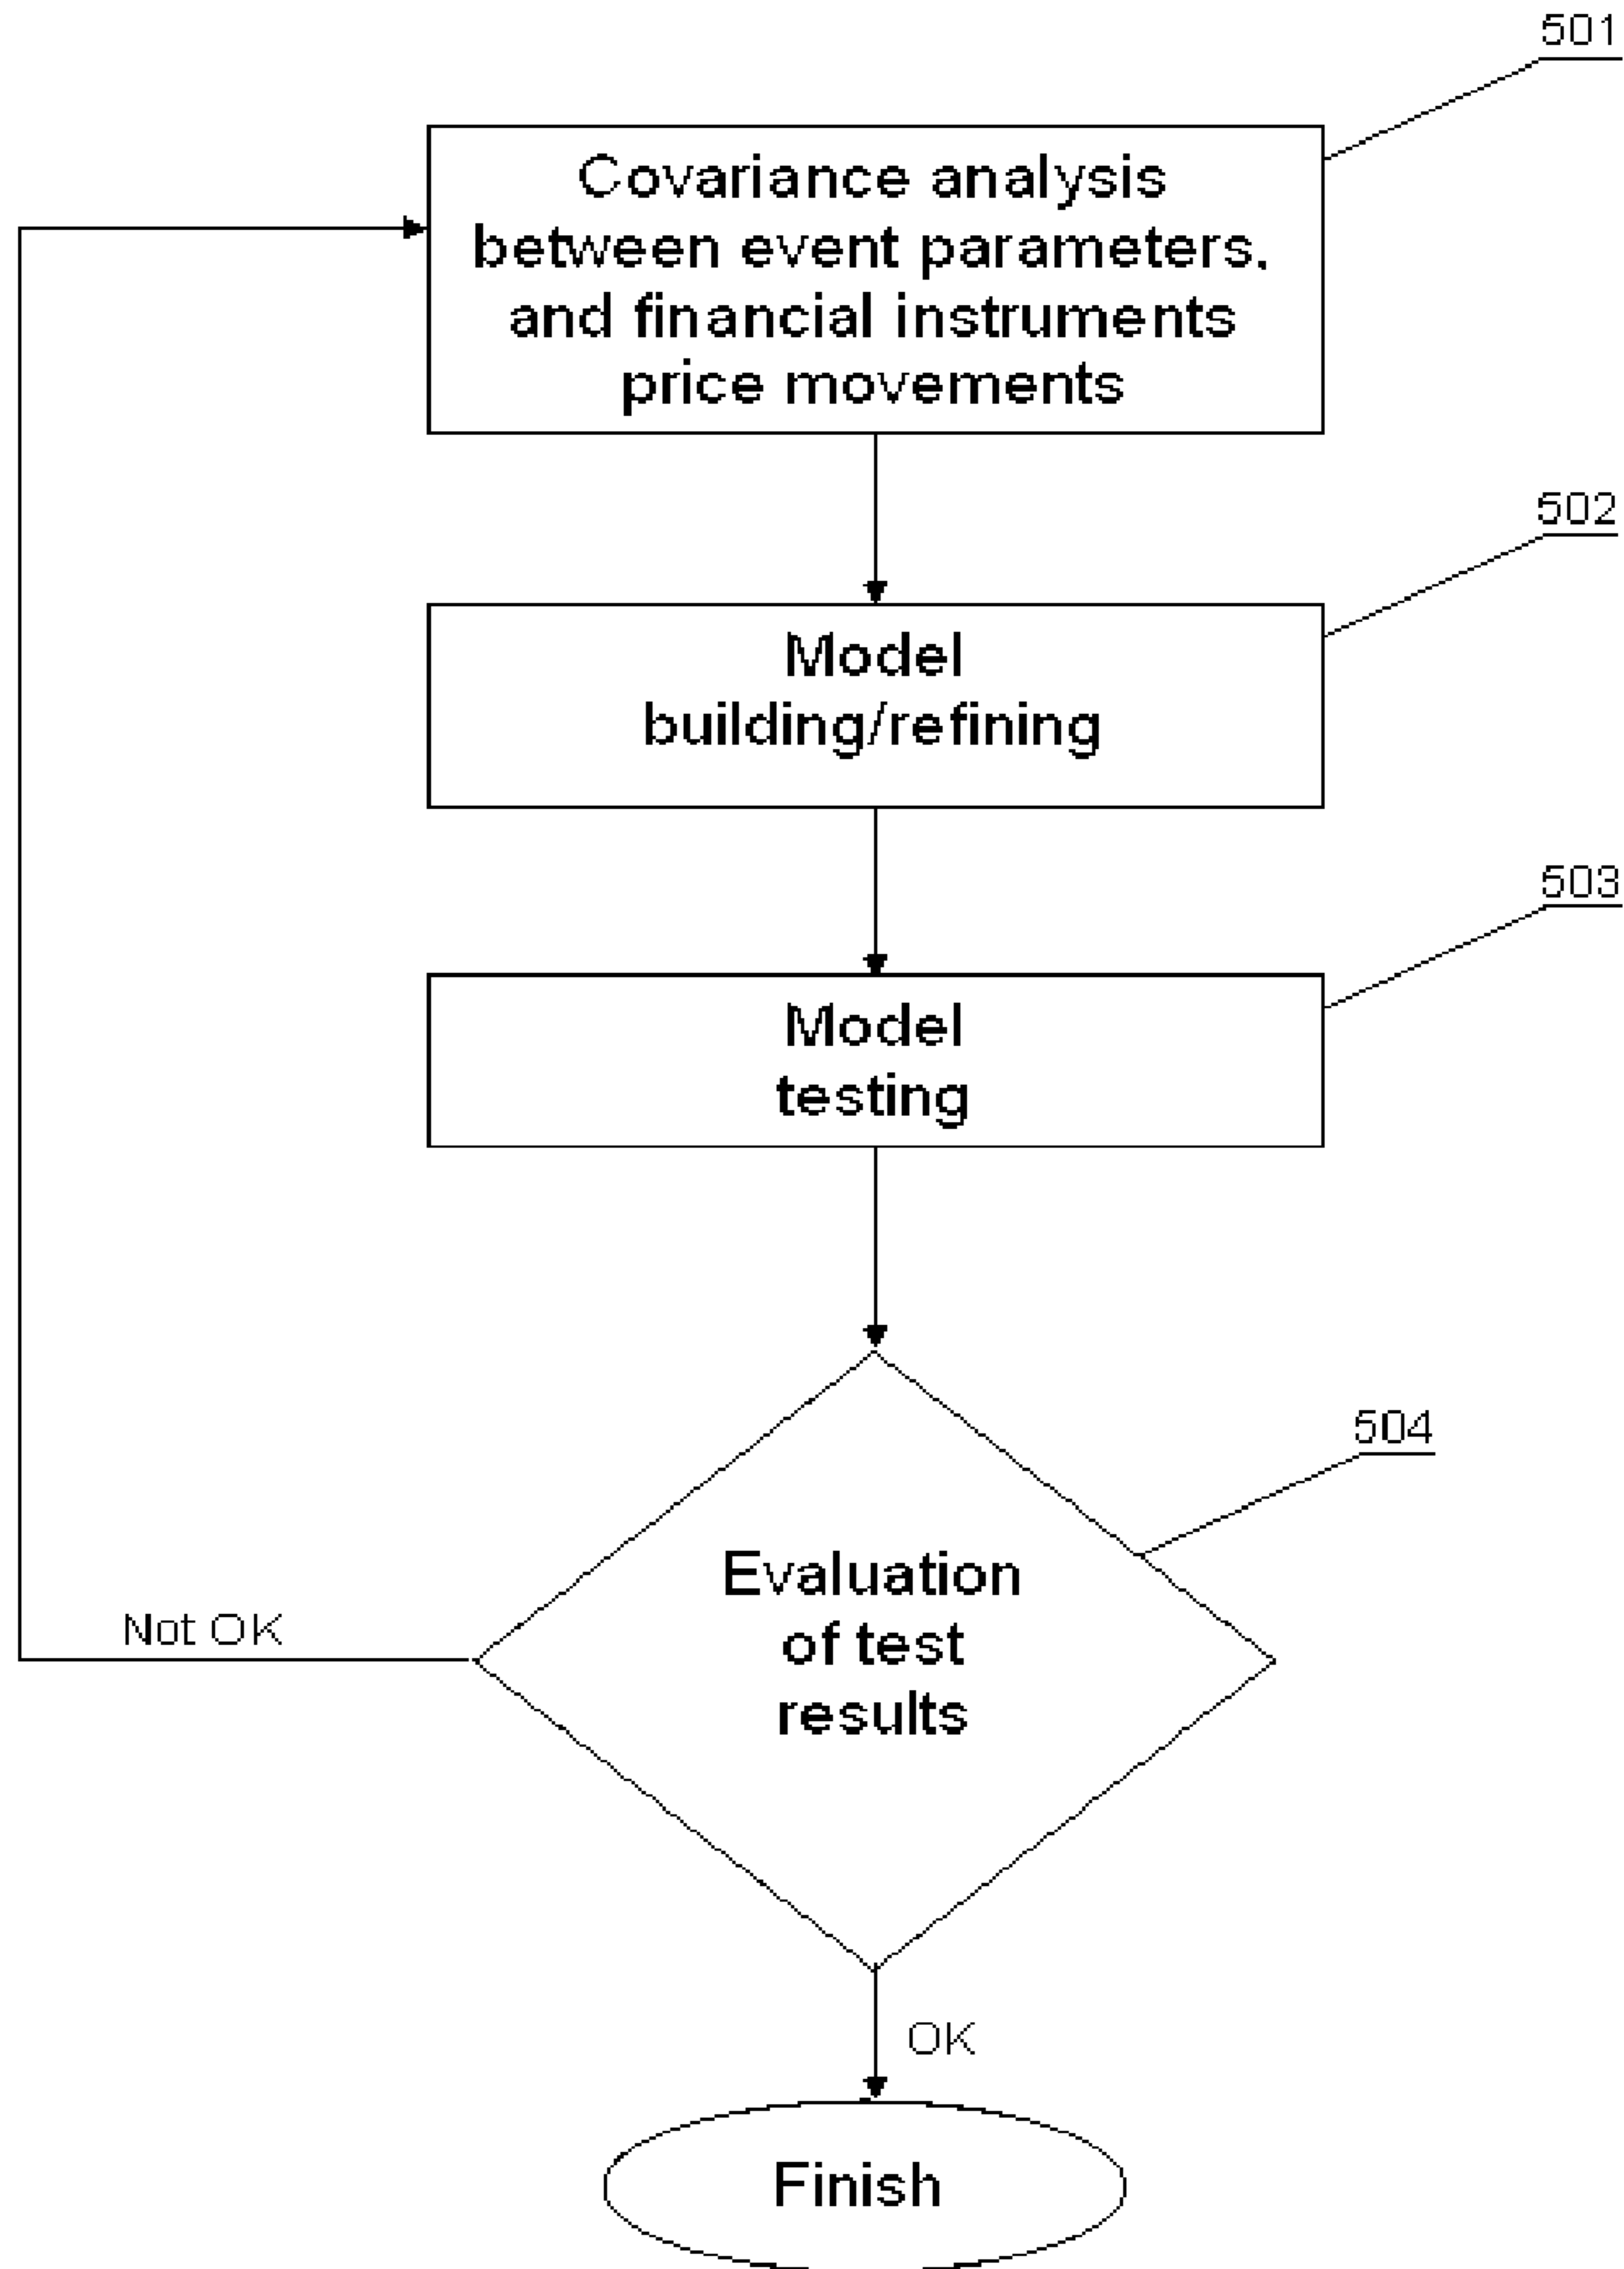 501
Covariance analysis
between event parameters,
and financial instruments
price movements
502
Model
building/refining
503
Model
testing
504
Evaluation
of test
results
Not OK
OK
Finish